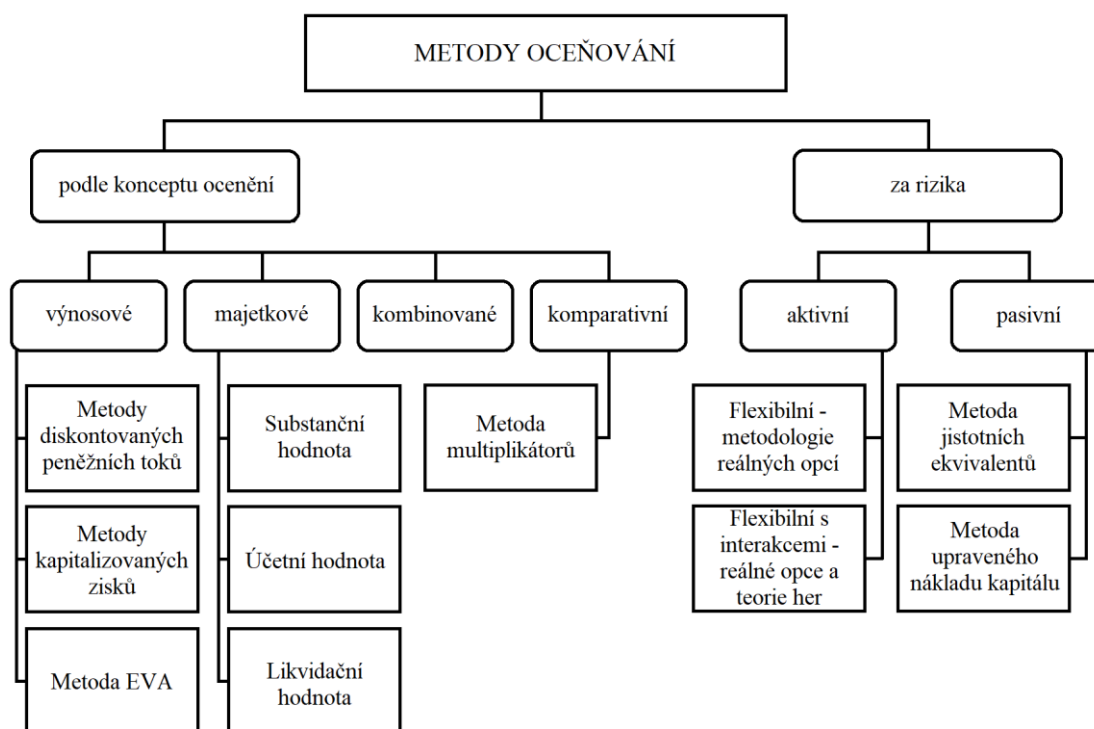 METODY OCEŇOVÁNÍ
podle konceptu ocenění
za rizika
výnosové
majetkové
kombinované
komparativní
aktivní
pasivní
Metody
diskontovaných
peněžních toků
Substanční
hodnota
Metoda
multiplikátorů
Flexibilní -
metodologie
reálných opcí
Metoda
jistotních
ekvivalentů
Metody
kapitalizovaných
zisků
Účetní hodnota
Flexibilní s
interakcemi -
reálné opce a
teorie her
Metoda
upraveného
nákladu kapitálu
Metoda EVA
Likvidační
hodnota